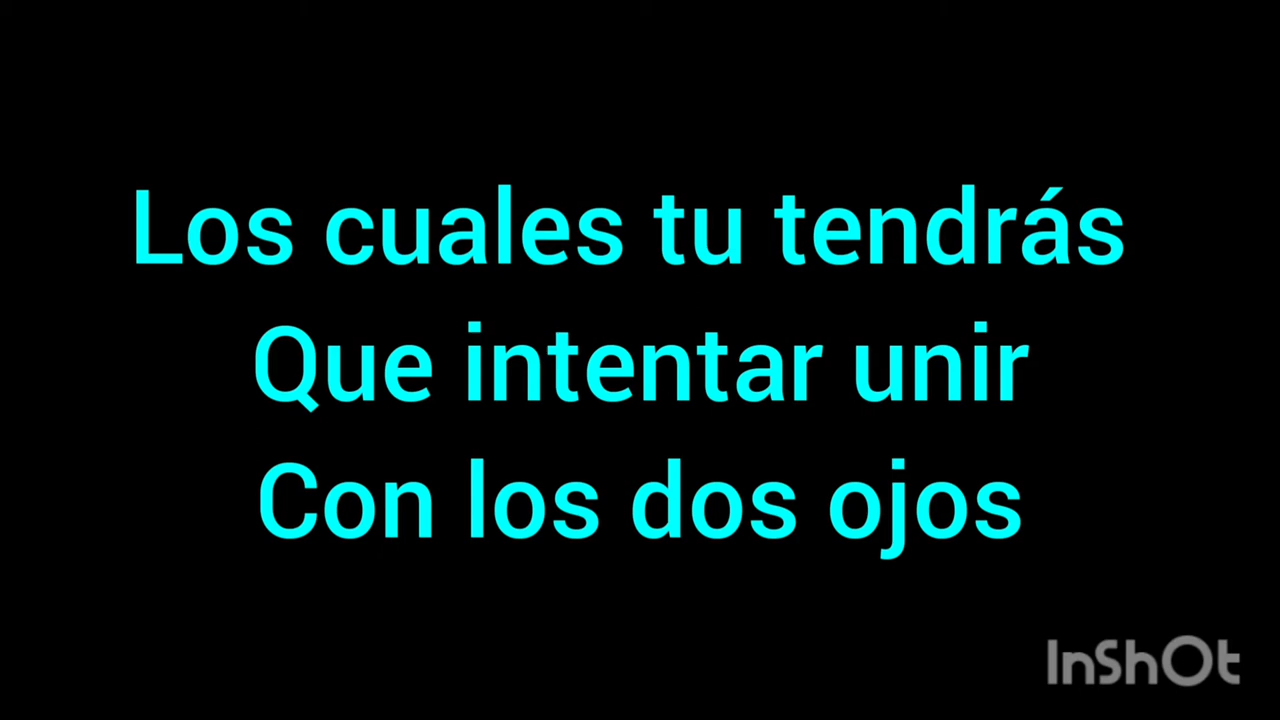 Los cuales tu tendrás
Que intentar unir
Con los dos ojos
InShOt